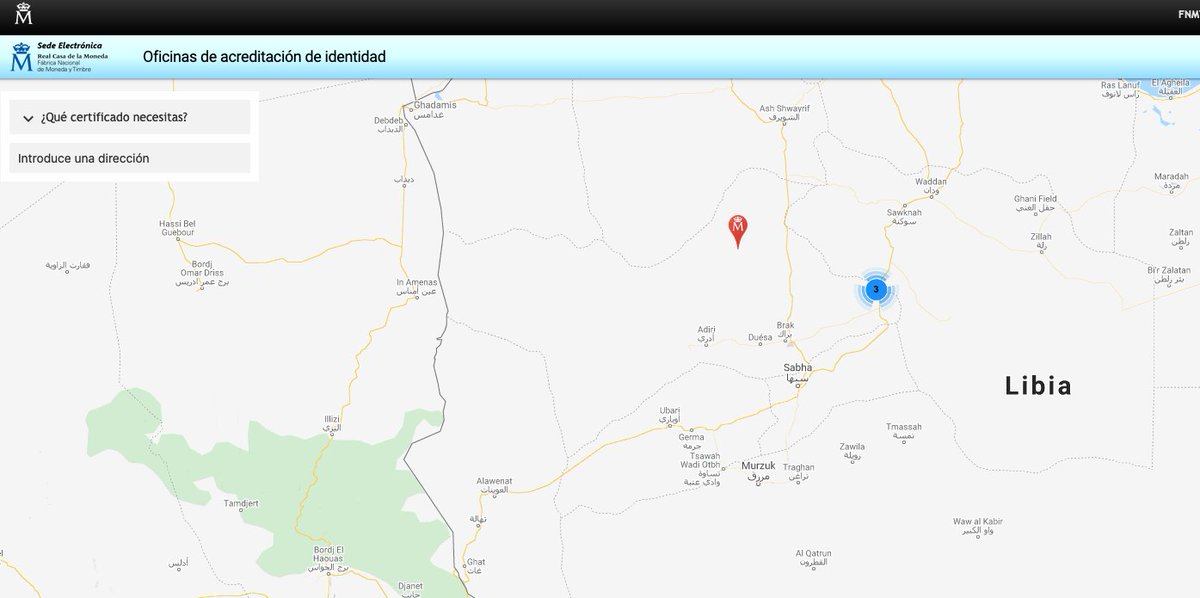 FNMT
Sede Electrónica
Real Casa de la Moneda
Fábrica Nacional
de Moneda y Timbre
Oficinas de acreditación de identidad
¿Qué certificado necesitas?
Introduce una dirección
Ghadamis
غدامس
Debdeb
الدبداب
دبداب
Ash Shwayrif
الشويرف
Ras Lanuf
راس لانوف
El Agheila
العقيلة
Waddan
ودان
Sawknah
سوكنة
Ghani Field
حقل الغني
Maradah
مرادة
Zillah
زلة
Zaltan
زلطن
Bi'r Zalatan
بئر زلطن
Hassi Bel
Guebour
فقارت الزاوية
Bordj
Omar Driss
برج عمر ادريس
In Amenas
عين امناس
3
Adiri
أدري
Duésa
Brak
براك
Sabha
سبها
Libia
Illizi
اليزي
Ubari
أوباري
Germa
جرمة
Tsawah
Wadi Otbh
تساوة
وادي عتبة
Murzuk
مرزق
Traghan
تراغن
Zawila
زويلة
Tmassah
تمسة
Alawenat
العوينات
تهالة
Tamdjert
Waw al Kabir
واو الكبير
Al Qatrun
القطرون
Bordj El
Haouas
برج الحواس
أدلس
Ghat
غات
Djanet
جانت